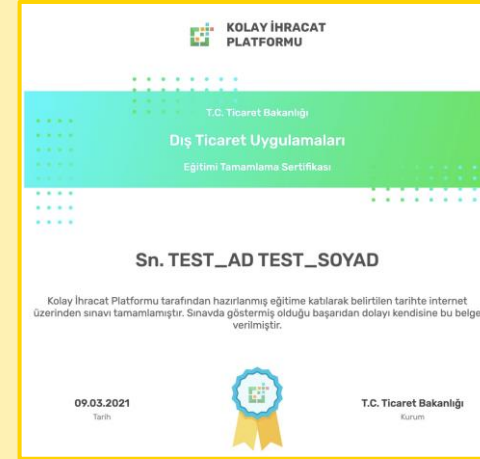 KOLAY İHRACAT
PLATFORMU
T.C. Ticaret Bakanlığı
Dış Ticaret Uygulamaları
Eğitimi Tamamlama Sertifikası
Sn. TEST_AD TEST_SOYAD
Kolay İhracat Platformu tarafından hazırlanmış eğitime katılarak belirtilen tarihte internet
üzerinden sınavı tamamlamıştır. Sınavda göstermiş olduğu başarıdan dolayı kendisine bu belge
verilmiştir.
09.03.2021
Tarih
T.C. Ticaret Bakanlığı
Kurum